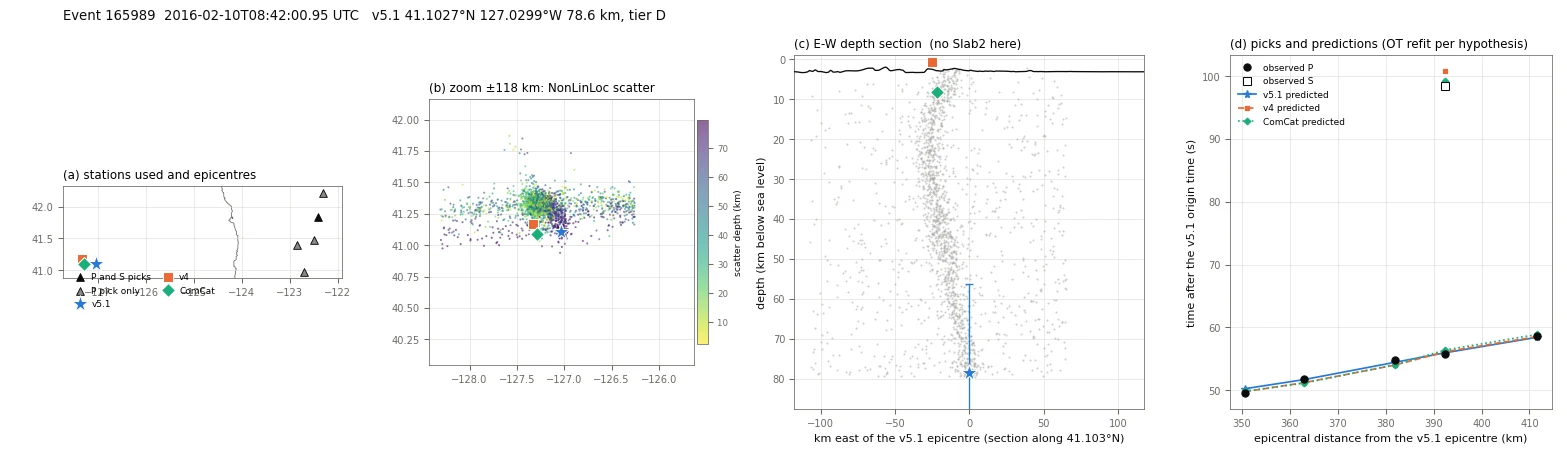 Event 165989  2016-02-10T08:42:00.95 UTC   v5.1 41.1027°N 127.0299°W 78.6 km, tier D
(a) stations used and epicentres
42.0
41.5
41.0
−126
−125
−124
−123
−122
P and S picks
P pick only
v5.1
v4
ComCat
(b) zoom ±118 km: NonLinLoc scatter
42.00
41.75
41.50
41.25
41.00
40.75
40.50
40.25
−128.0
−127.5
−127.0
−126.5
−126.0
70
60
50
40
30
20
10
scatter depth (km)
(c) E-W depth section  (no Slab2 here)
0
10
20
30
40
50
60
70
80
depth (km below sea level)
−100
−50
0
50
100
km east of the v5.1 epicentre (section along 41.103°N)
(d) picks and predictions (OT refit per hypothesis)
observed P
observed S
v5.1 predicted
v4 predicted
ComCat predicted
100
90
80
70
60
50
time after the v5.1 origin time (s)
350
360
370
380
390
400
410
epicentral distance from the v5.1 epicentre (km)